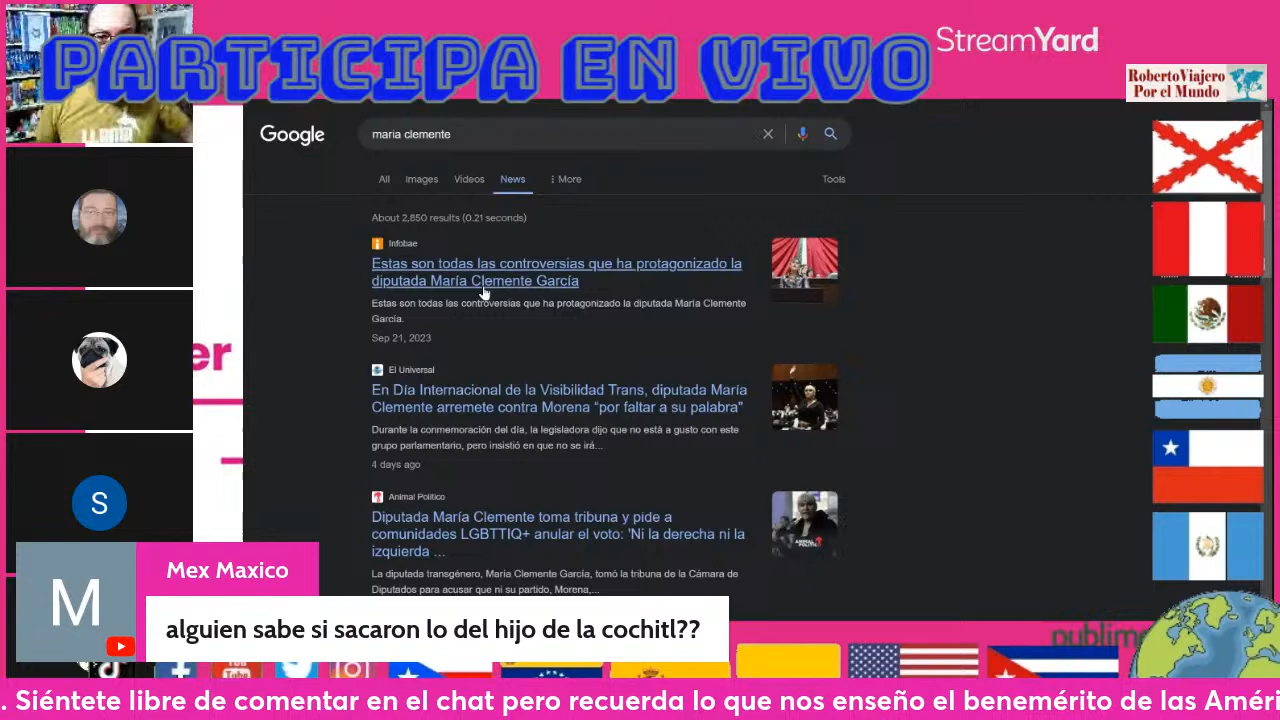 PARTICIPA EN VIVO
StreamYard
RobertoViajero
Por el Mundo
Google
maria clemente
All Images Videos News More
Tools
About 2,850 results (0.21 seconds)
Infobae
Estas son todas las controversias que ha protagonizado la
diputada María Clemente García
Estas son todas las controversias que ha protagonizado la diputada María Clemente
García.
Sep 21, 2023
er
El Universal
En Día Internacional de la Visibilidad Trans, diputada María
Clemente arremete contra Morena “por faltar a su palabra”
Durante la conmemoración del día, la legisladora dijo que no está a gusto con este
grupo parlamentario, pero insistió en que no se irá...
4 days ago
Animal Político
Diputada María Clemente toma tribuna y pide a
comunidades LGBTTIQ+ anular el voto: 'Ni la derecha ni la
izquierda ...
La diputada transgénero, María Clemente García, tomó la tribuna de la Cámara de
Diputados para acusar que ni su partido, Morena,...
S
M
Mex Maxico
alguien sabe si sacaron lo del hijo de la cochitl??
publime
. Siéntete libre de comentar en el chat pero recuerda lo que nos enseño el benemérito de las Améri